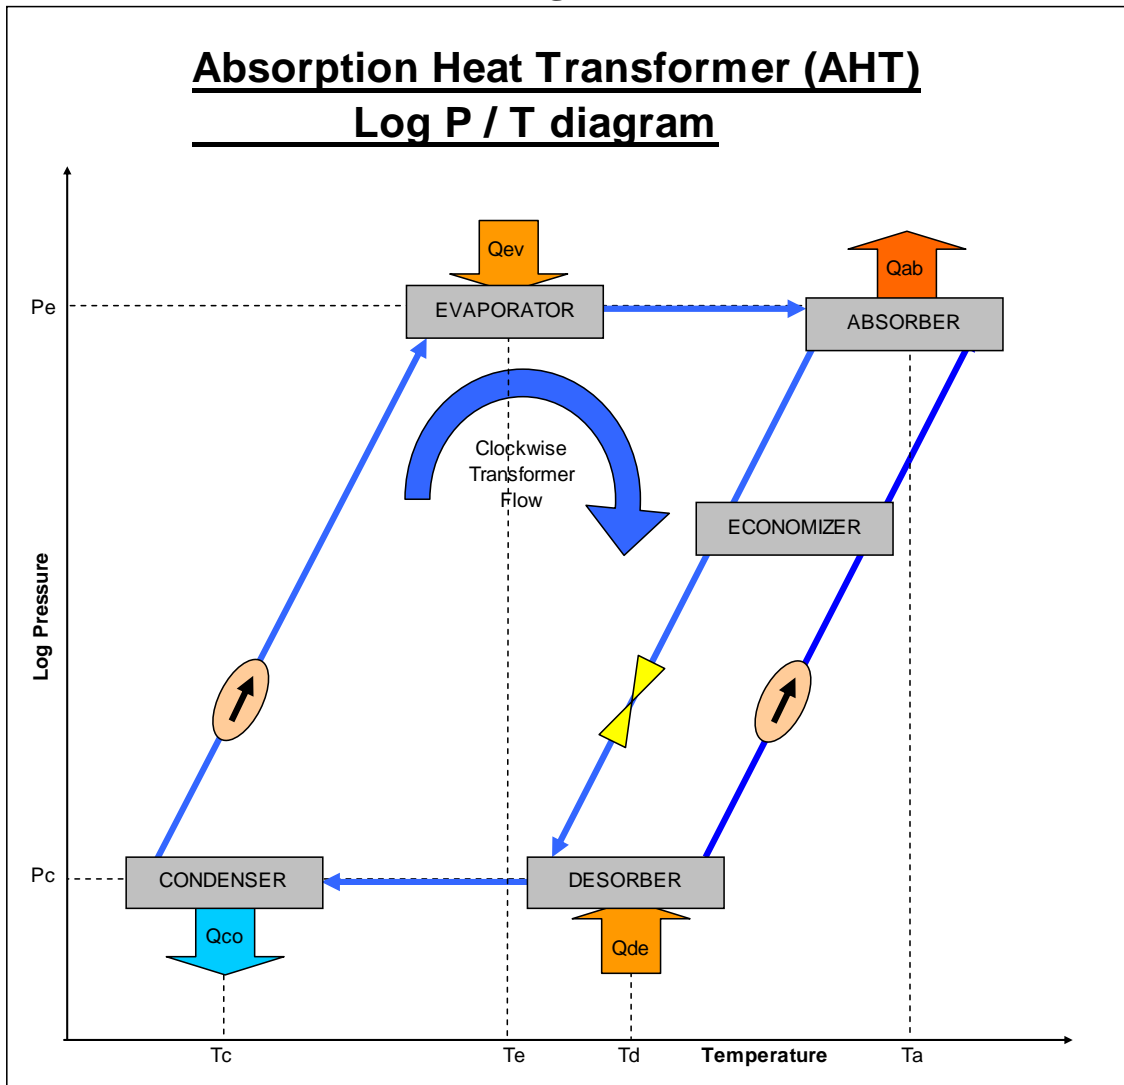 Absorption Heat Transformer (AHT)
Log P / T diagram
Qev
Qab
Pe
EVAPORATOR
ABSORBER
Clockwise
Transformer
Flow
ECONOMIZER
Log Pressure
Pc
CONDENSER
DESORBER
Qco
Qde
Tc
Te
Td
Temperature
Ta